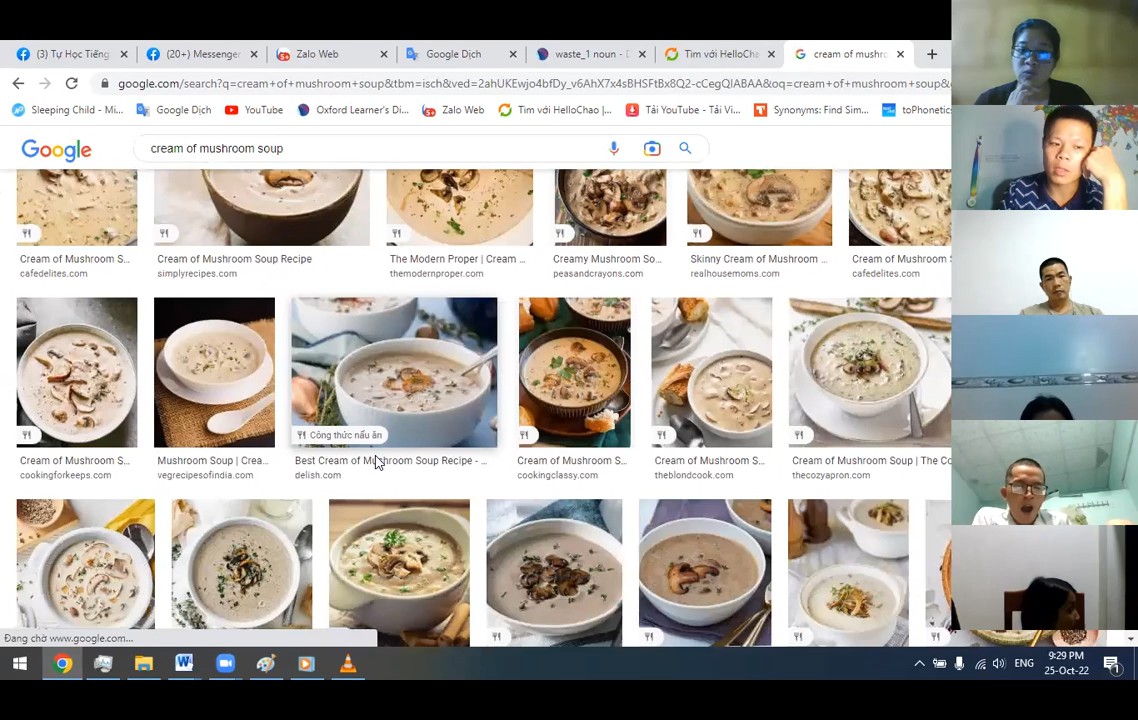 (3) Tự Học Tiếng
(20+) Messenger
Zalo Web
Google Dịch
waste_1 noun - D
Tìm với HelloCha
cream of mushro
google.com/search?q=cream+of+mushroom+soup&tbm=isch&ved=2ahUKEwjo4bfDy_v6AhX7x4sBHSFtBx8Q2-cCegQIABAA&oq=cream+of+mushroom+soup&
Sleeping Child - Mi...
Google Dịch
YouTube
Oxford Learner's Di...
Zalo Web
Tìm với HelloChao |...
Tải YouTube - Tải Vi...
Synonyms: Find Sim...
toPhonetics
Google
cream of mushroom soup
Cream of Mushroom S...
cafedelites.com
Cream of Mushroom Soup Recipe
simplyrecipes.com
The Modern Proper | Cream ...
themodernproper.com
Creamy Mushroom So...
peasandcrayons.com
Skinny Cream of Mushroom ...
realhousemoms.com
Cream of Mushroom S...
cafedelites.com
Công thức nấu ăn
Cream of Mushroom S...
cookingforkeeps.com
Mushroom Soup | Crea...
vegrecipesofindia.com
Best Cream of Mushroom Soup Recipe - ...
delish.com
Cream of Mushroom S...
cookingclassy.com
Cream of Mushroom S...
theblondcook.com
Cream of Mushroom Soup | The Co
thecozyapron.com
Đang chờ www.google.com...
ENG
9:29 PM
25-Oct-22
1